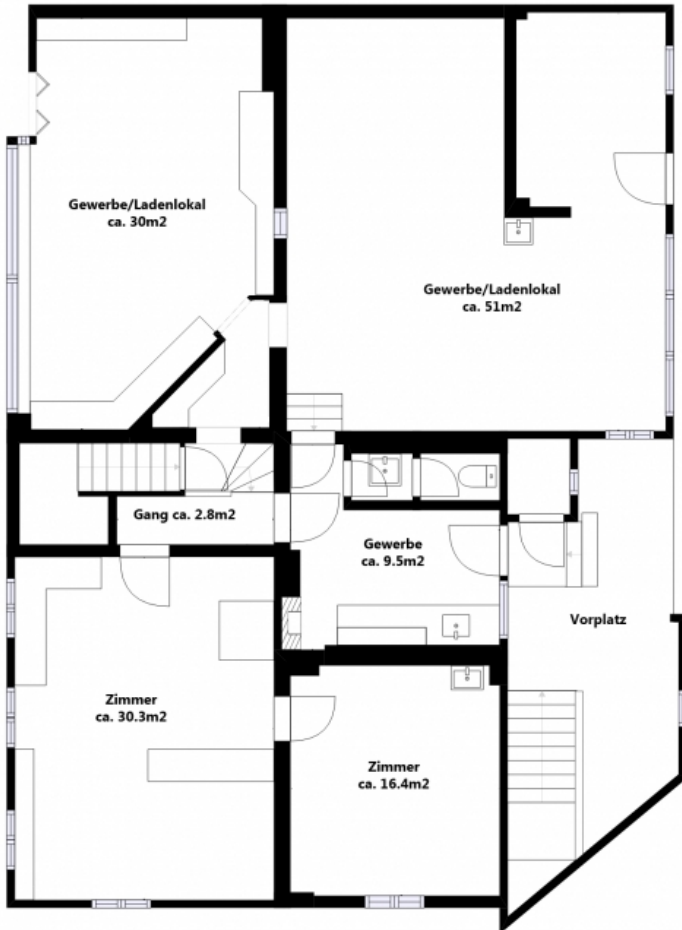 Gewerbe/Ladenlokal
ca. 30m2
Gewerbe/Ladenlokal
ca. 51m2
Gang ca. 2.8m2
Gewerbe
ca. 9.5m2
Vorplatz
Zimmer
ca. 30.3m2
Zimmer
ca. 16.4m2